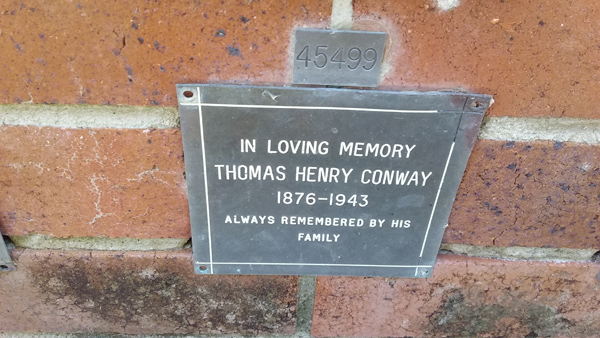 45499
IN LOVING MEMORY
THOMAS HENRY CONWAY
1876-1943
ALWAYS REMEMBERED BY HIS
FAMILY